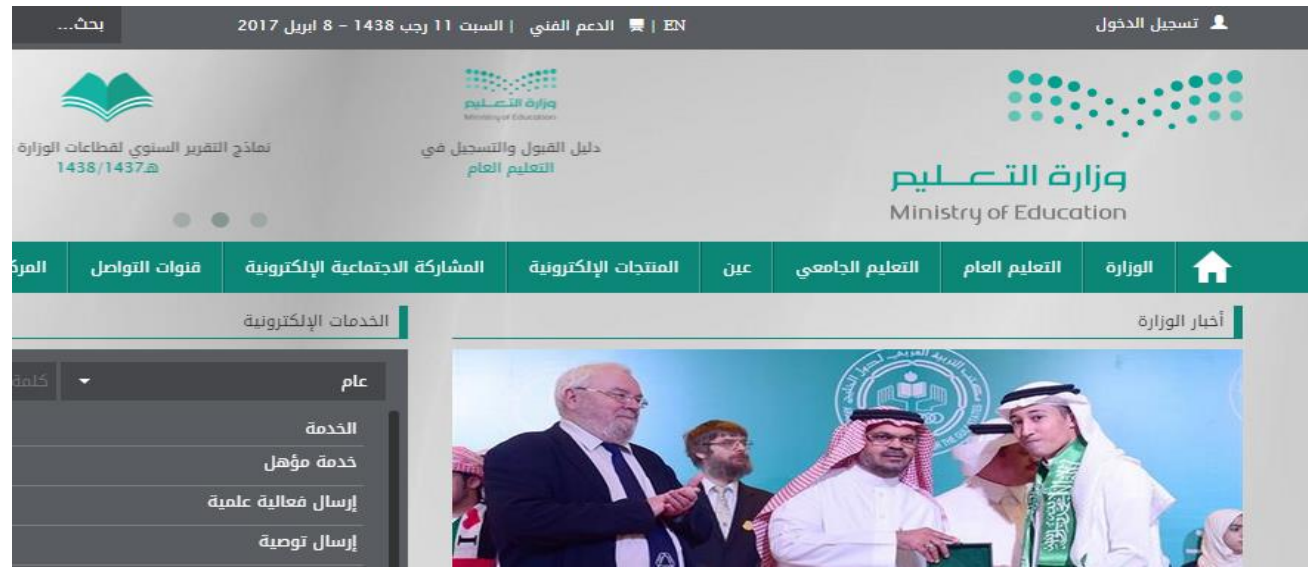 تسجيل الدخول
EN | الدعم الفني | السبت 11 رجب 1438 – 8 ابريل 2017
بحث...
وزارة التعليم
Ministry of Education
وزارة التعليم
Ministry of Education
دليل القبول والتسجيل في
التعليم العام
نماذج التقرير السنوي لقطاعات الوزارة
1438/1437هـ
الوزارة
التعليم العام
التعليم الجامعي
عين
المنتجات الإلكترونية
المشاركة الاجتماعية الإلكترونية
قنوات التواصل
أخبار الوزارة
الخدمات الإلكترونية
عام
كلمة
الخدمة
خدمة مؤهل
إرسال فعالية علمية
إرسال توصية